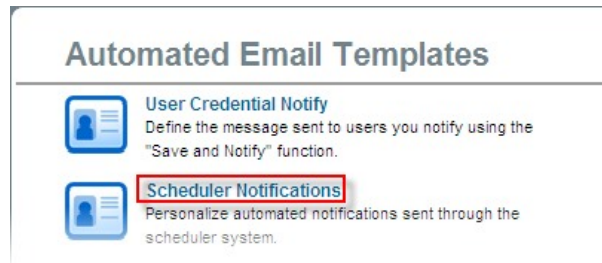 Automated Email Templates
User Credential Notify
Define the message sent to users you notify using the
"Save and Notify" function.
Scheduler Notifications
Personalize automated notifications sent through the
scheduler system.